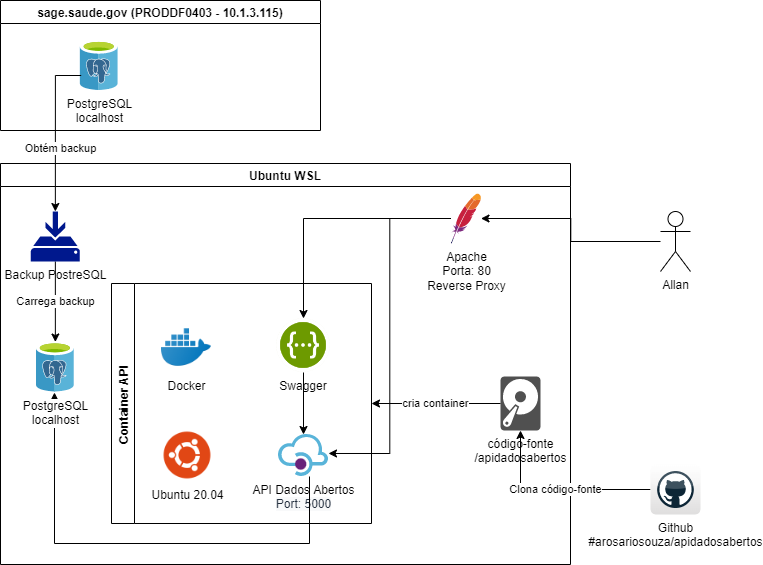 sage.saude.gov (PRODDF0403 - 10.1.3.115)
PostgreSQL
localhost
Obtém backup
Ubuntu WSL
Apache
Porta: 80
Reverse Proxy
Allan
Backup PostreSQL
Carrega backup
PostgreSQL
localhost
Container API
Docker
Swagger
Ubuntu 20.04
API Dados Abertos
Port: 5000
cria container
código-fonte
/apidadosabertos
Clona código-fonte
Github
#arosariosouza/apidadosabertos